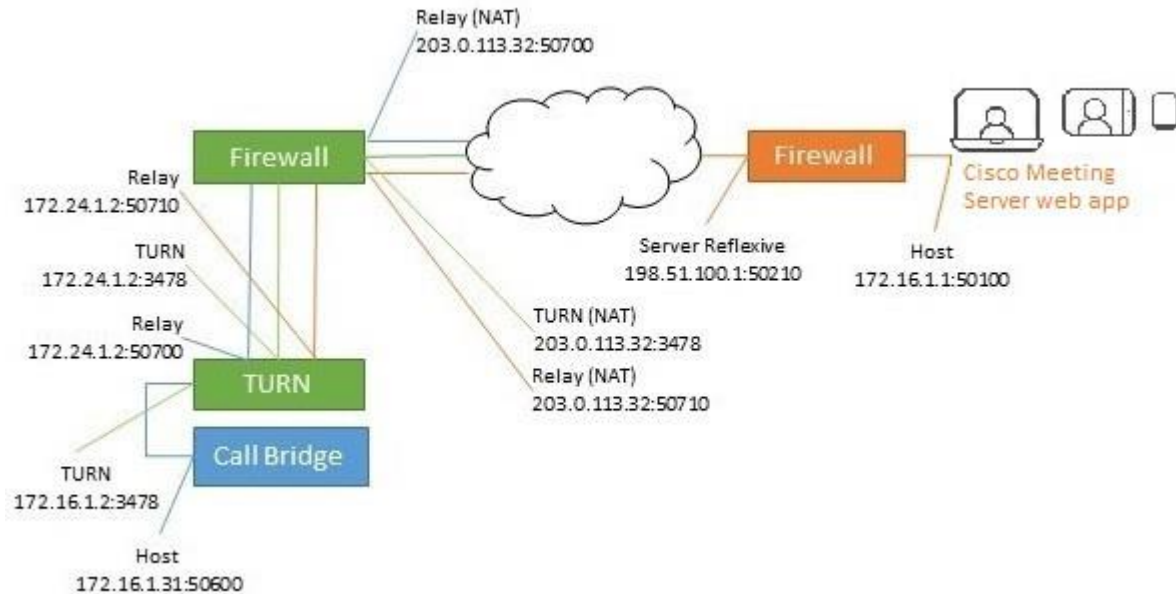 Relay (NAT)
203.0.113.32:50700
Firewall
Firewall
Cisco Meeting
Server web app
Relay
172.24.1.2:50710
TURN
172.24.1.2:3478
Relay
172.24.1.2:50700
Server Reflexive
198.51.100.1:50210
Host
172.16.1.1:50100
TURN (NAT)
203.0.113.32:3478
Relay (NAT)
203.0.113.32:50710
TURN
Call Bridge
TURN
172.16.1.2:3478
Host
172.16.1.31:50600